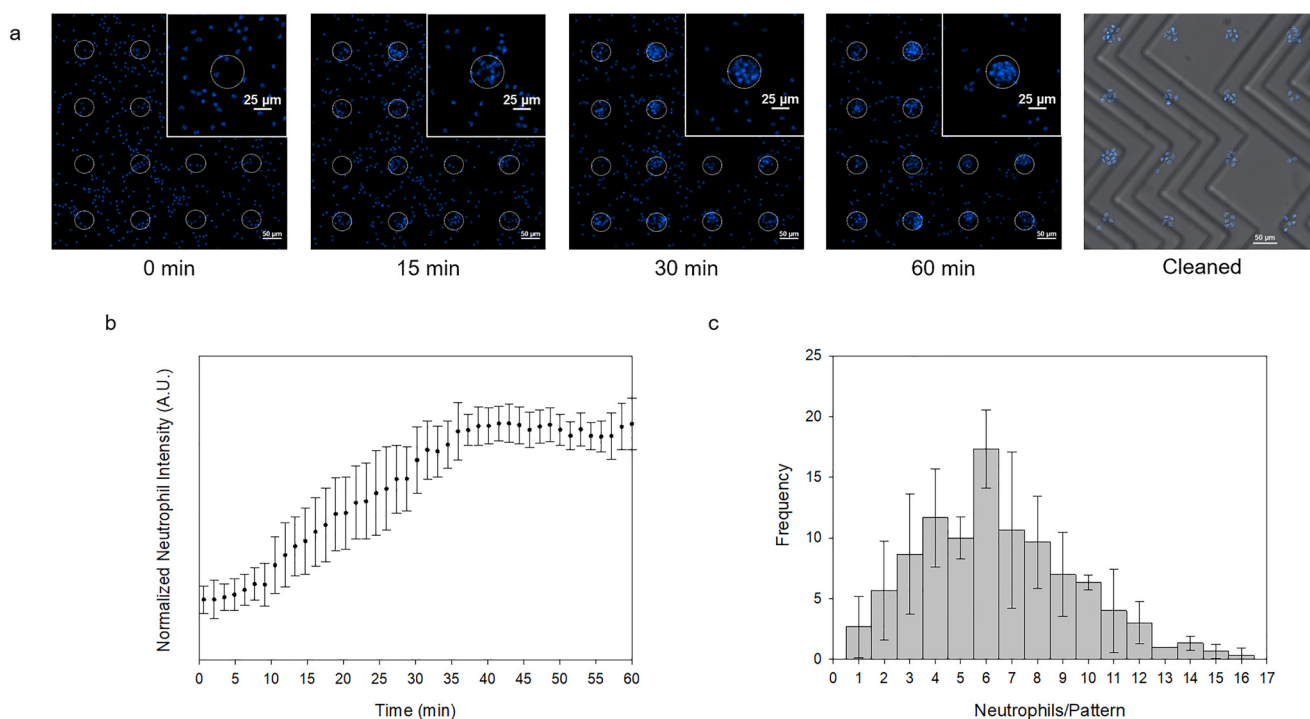 a
25 µm
50 µm
25 µm
50 µm
25 µm
50 µm
25 µm
50 µm
50 µm
0 min
15 min
30 min
60 min
Cleaned
b
Normalized Neutrophil Intensity (A.U.)
0 5 10 15 20 25 30 35 40 45 50 55 60
Time (min)
c
Frequency
25
20
15
10
5
0
0 1 2 3 4 5 6 7 8 9 10 11 12 13 14 15 16 17
Neutrophils/Pattern